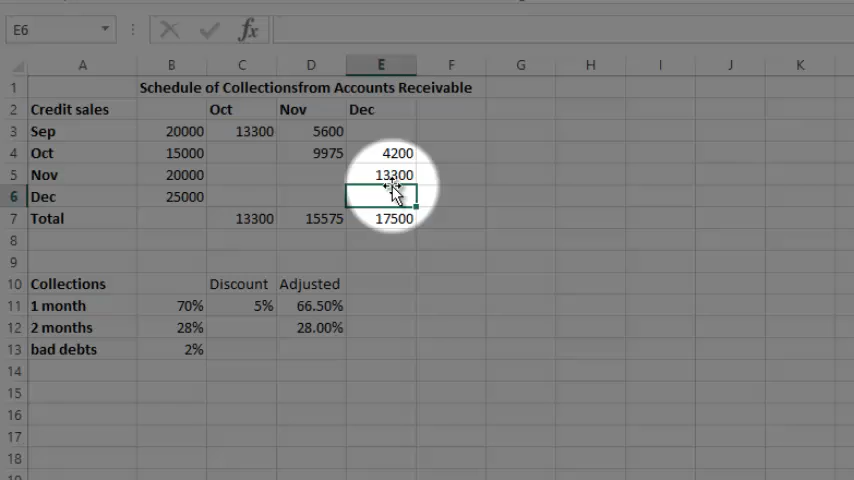 E6 fx
A B C D E F G H I J K
1 Schedule of Collectionsfrom Accounts Receivable
2 Credit sales Oct Nov Dec
3 Sep 20000 13300 5600
4 Oct 15000 9975 4200
5 Nov 20000 13300
6 Dec 25000
7 Total 13300 15575 17500
8
9
10 Collections Discount Adjusted
11 1 month 70% 5% 66.50%
12 2 months 28% 28.00%
13 bad debts 2%
14
15
16
17
18
19